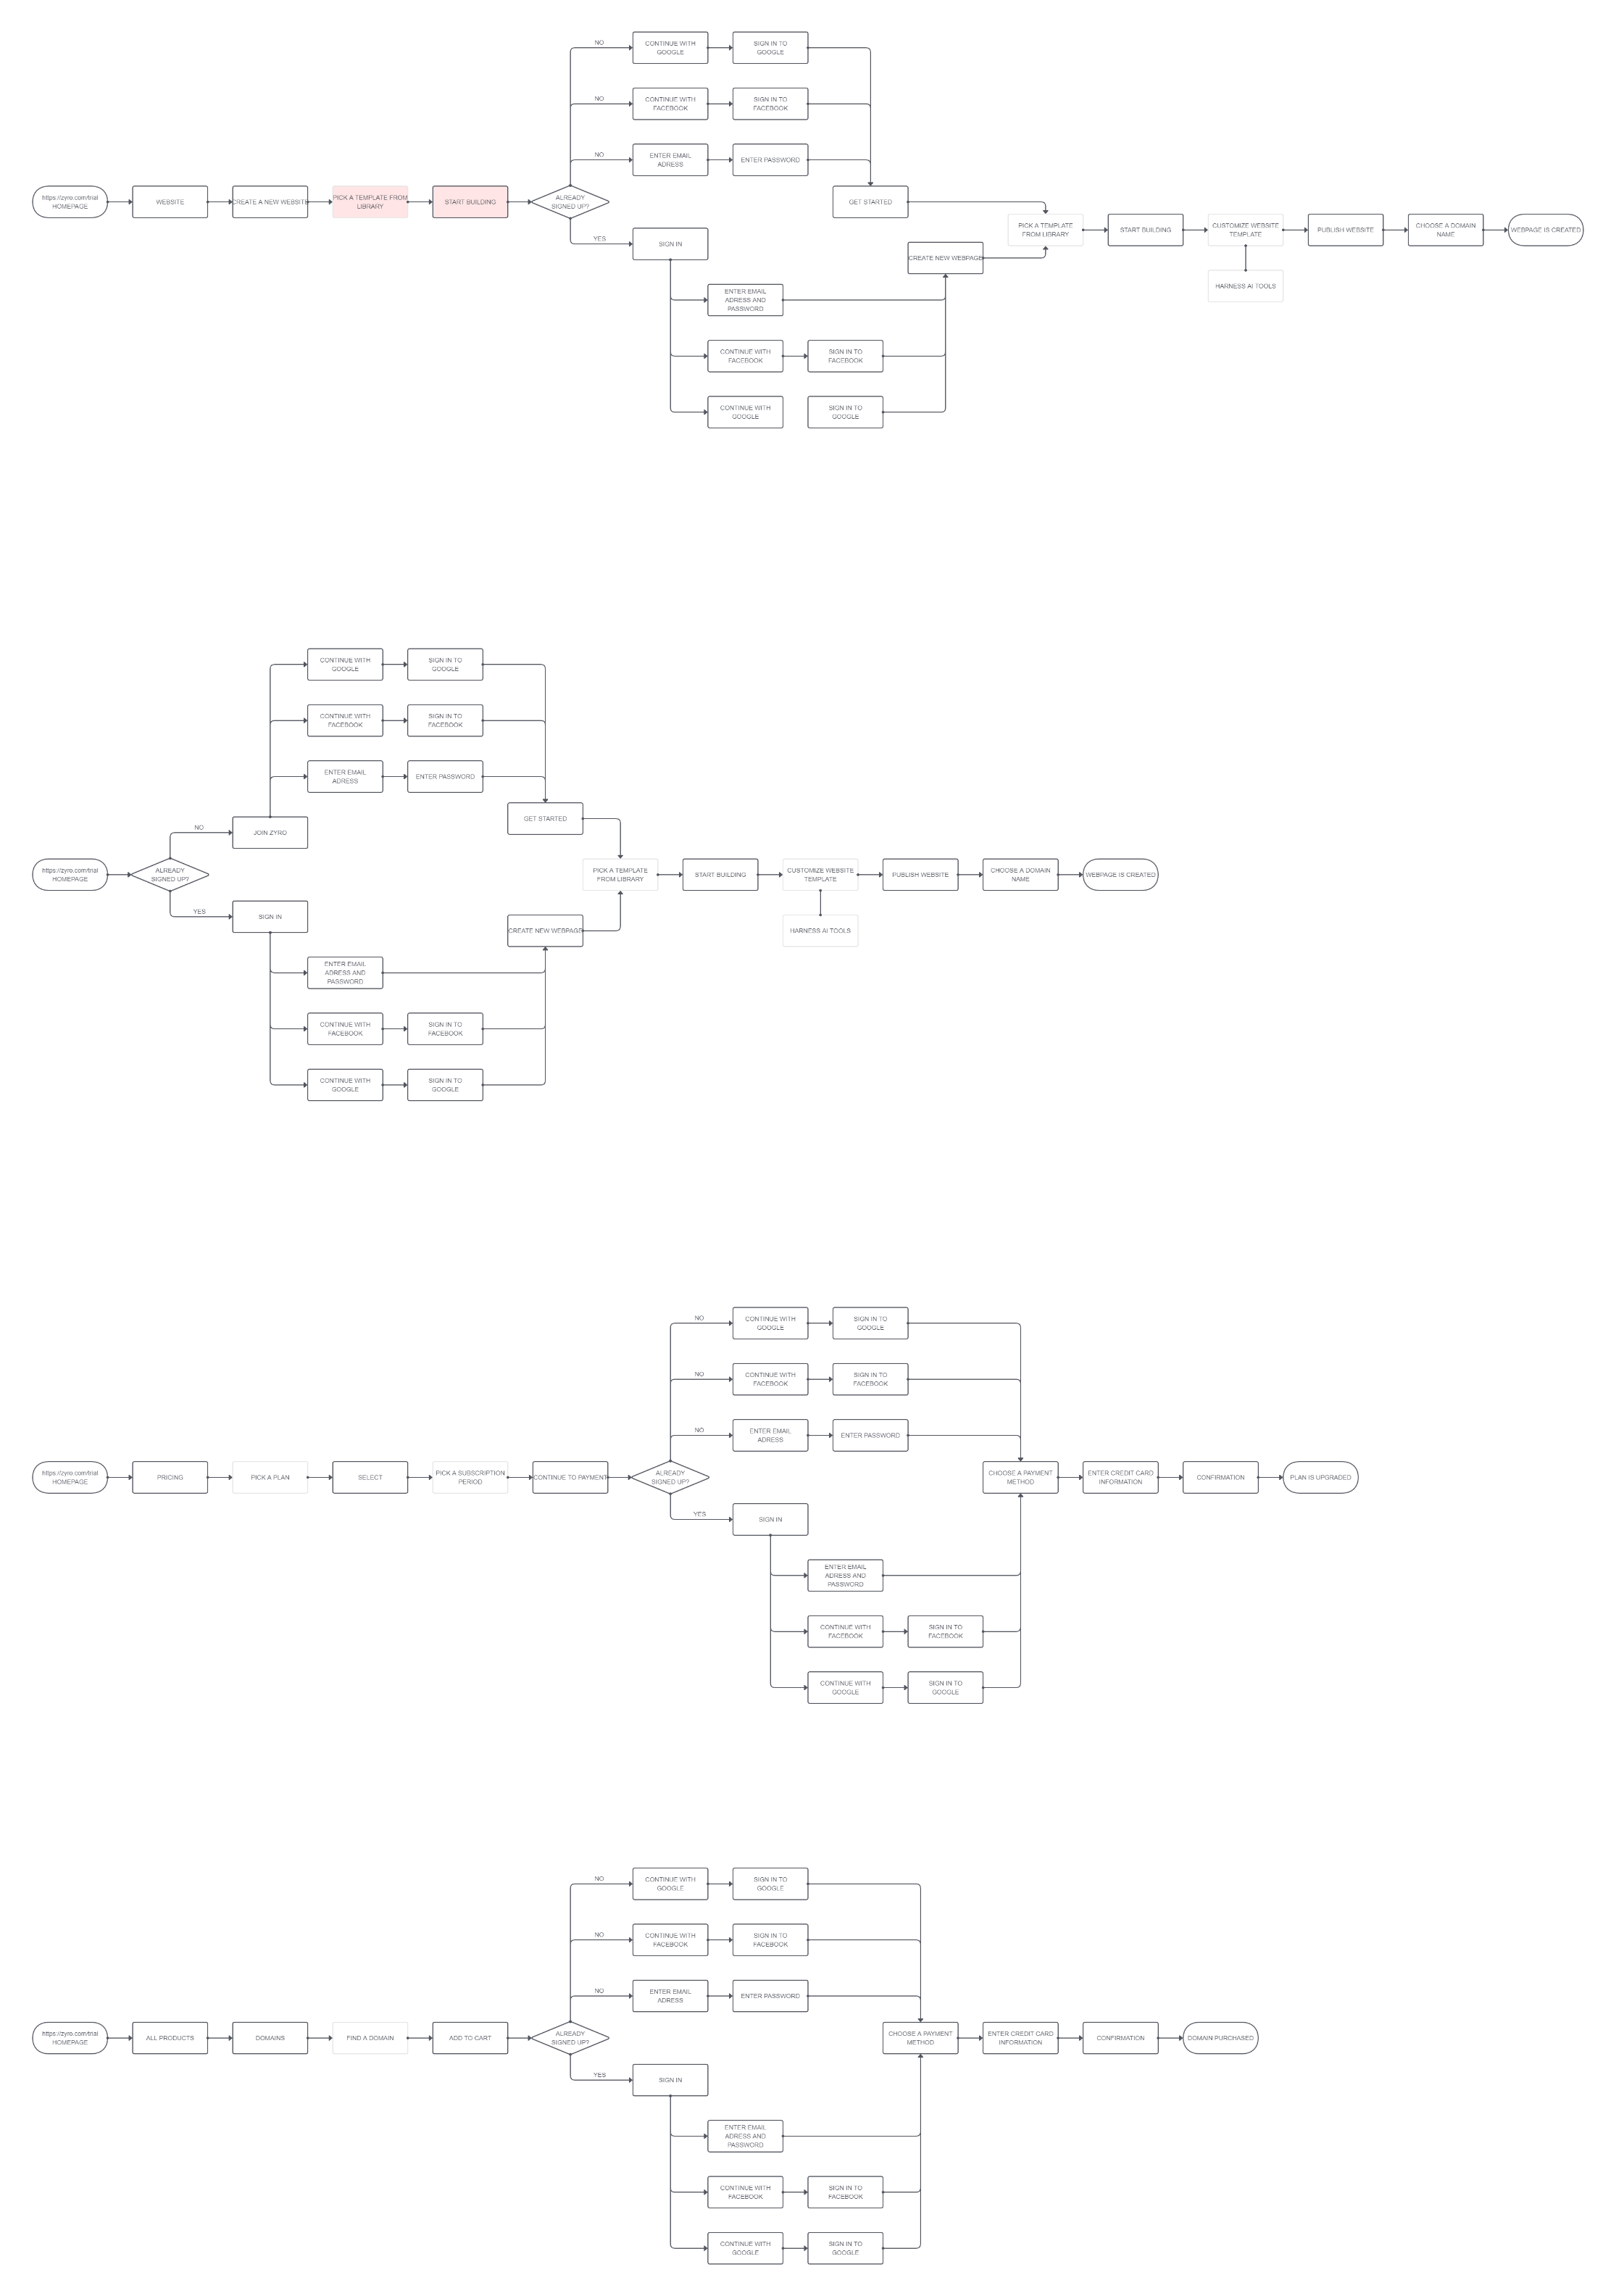 NO
CONTINUE WITH
GOOGLE
SIGN IN TO
GOOGLE
NO
CONTINUE WITH
FACEBOOK
SIGN IN TO
FACEBOOK
NO
ENTER EMAIL
ADRESS
ENTER PASSWORD
https://zyro.com/trial
HOMEPAGE
WEBSITE
CREATE A NEW WEBSITE
PICK A TEMPLATE FROM
LIBRARY
START BUILDING
ALREADY
SIGNED UP?
GET STARTED
PICK A TEMPLATE
FROM LIBRARY
START BUILDING
CUSTOMIZE WEBSITE
TEMPLATE
PUBLISH WEBSITE
CHOOSE A DOMAIN
NAME
WEBPAGE IS CREATED
YES
SIGN IN
CREATE NEW WEBPAGE
HARNESS AI TOOLS
ENTER EMAIL
ADRESS AND
PASSWORD
CONTINUE WITH
FACEBOOK
SIGN IN TO
FACEBOOK
CONTINUE WITH
GOOGLE
SIGN IN TO
GOOGLE
CONTINUE WITH
GOOGLE
SIGN IN TO
GOOGLE
CONTINUE WITH
FACEBOOK
SIGN IN TO
FACEBOOK
ENTER EMAIL
ADRESS
ENTER PASSWORD
GET STARTED
NO
JOIN ZYRO
https://zyro.com/trial
HOMEPAGE
ALREADY
SIGNED UP?
PICK A TEMPLATE
FROM LIBRARY
START BUILDING
CUSTOMIZE WEBSITE
TEMPLATE
PUBLISH WEBSITE
CHOOSE A DOMAIN
NAME
WEBPAGE IS CREATED
YES
SIGN IN
CREATE NEW WEBPAGE
HARNESS AI TOOLS
ENTER EMAIL
ADRESS AND
PASSWORD
CONTINUE WITH
FACEBOOK
SIGN IN TO
FACEBOOK
CONTINUE WITH
GOOGLE
SIGN IN TO
GOOGLE
NO
CONTINUE WITH
GOOGLE
SIGN IN TO
GOOGLE
NO
CONTINUE WITH
FACEBOOK
SIGN IN TO
FACEBOOK
NO
ENTER EMAIL
ADRESS
ENTER PASSWORD
https://zyro.com/trial
HOMEPAGE
PRICING
PICK A PLAN
SELECT
PICK A SUBSCRIPTION
PERIOD
CONTINUE TO PAYMENT
ALREADY
SIGNED UP?
CHOOSE A PAYMENT
METHOD
ENTER CREDIT CARD
INFORMATION
CONFIRMATION
PLAN IS UPGRADED
YES
SIGN IN
ENTER EMAIL
ADRESS AND
PASSWORD
CONTINUE WITH
FACEBOOK
SIGN IN TO
FACEBOOK
CONTINUE WITH
GOOGLE
SIGN IN TO
GOOGLE
NO
CONTINUE WITH
GOOGLE
SIGN IN TO
GOOGLE
NO
CONTINUE WITH
FACEBOOK
SIGN IN TO
FACEBOOK
NO
ENTER EMAIL
ADRESS
ENTER PASSWORD
https://zyro.com/trial
HOMEPAGE
ALL PRODUCTS
DOMAINS
FIND A DOMAIN
ADD TO CART
ALREADY
SIGNED UP?
CHOOSE A PAYMENT
METHOD
ENTER CREDIT CARD
INFORMATION
CONFIRMATION
DOMAIN PURCHASED
YES
SIGN IN
ENTER EMAIL
ADRESS AND
PASSWORD
CONTINUE WITH
FACEBOOK
SIGN IN TO
FACEBOOK
CONTINUE WITH
GOOGLE
SIGN IN TO
GOOGLE